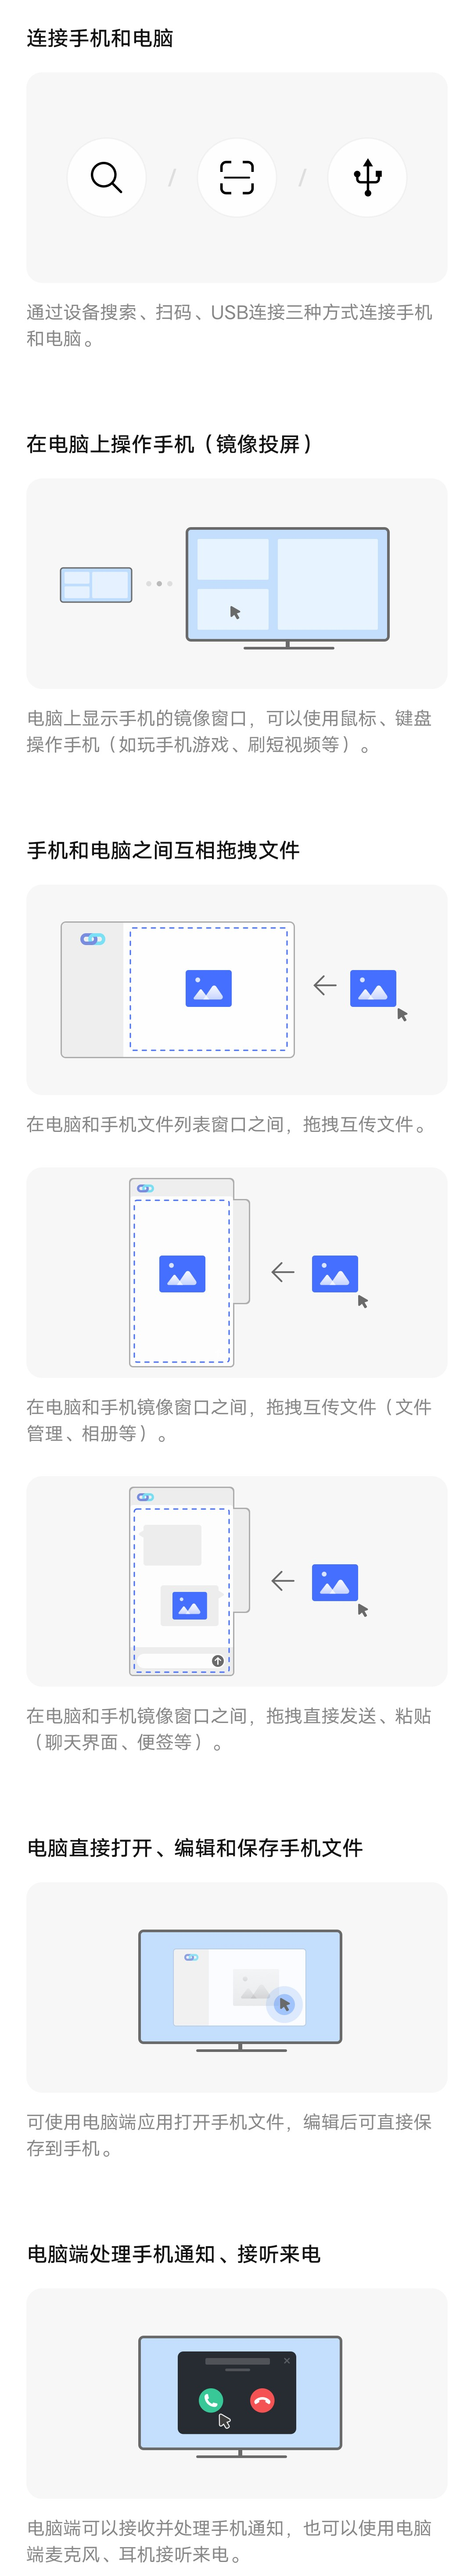 连接手机和电脑
通过设备搜索、扫码、USB连接三种方式连接手机
和电脑。
在电脑上操作手机（镜像投屏）
电脑上显示手机的镜像窗口，可以使用鼠标、键盘
操作手机（如玩手机游戏、刷短视频等）。
手机和电脑之间互相拖拽文件
在电脑和手机文件列表窗口之间，拖拽互传文件。
在电脑和手机镜像窗口之间，拖拽互传文件（文件
管理、相册等）。
在电脑和手机镜像窗口之间，拖拽直接发送、粘贴
（聊天界面、便签等）。
电脑直接打开、编辑和保存手机文件
可使用电脑端应用打开手机文件，编辑后可直接保
存到手机。
电脑端处理手机通知、接听来电
电脑端可以接收并处理手机通知，也可以使用电脑
端麦克风、耳机接听来电。